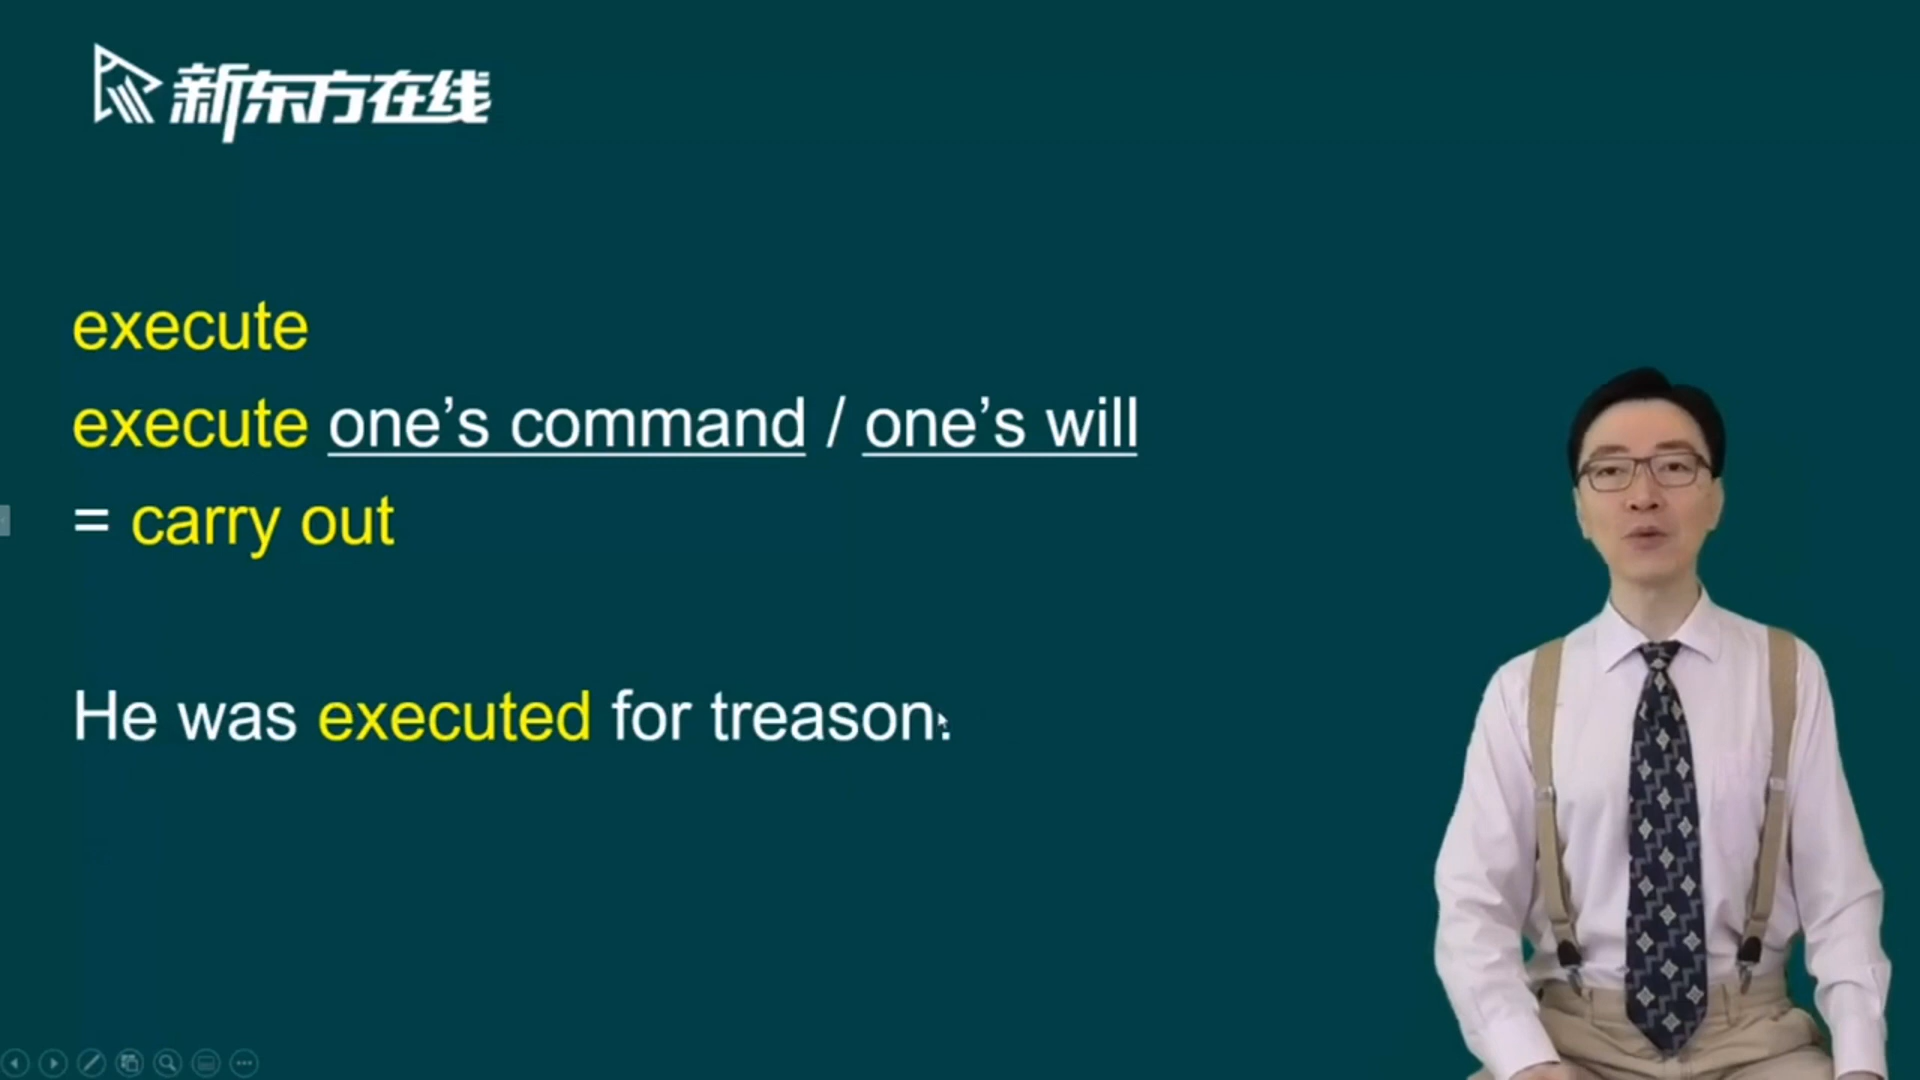 新东方在线
execute
execute one’s command / one’s will
= carry out
He was executed for treason.